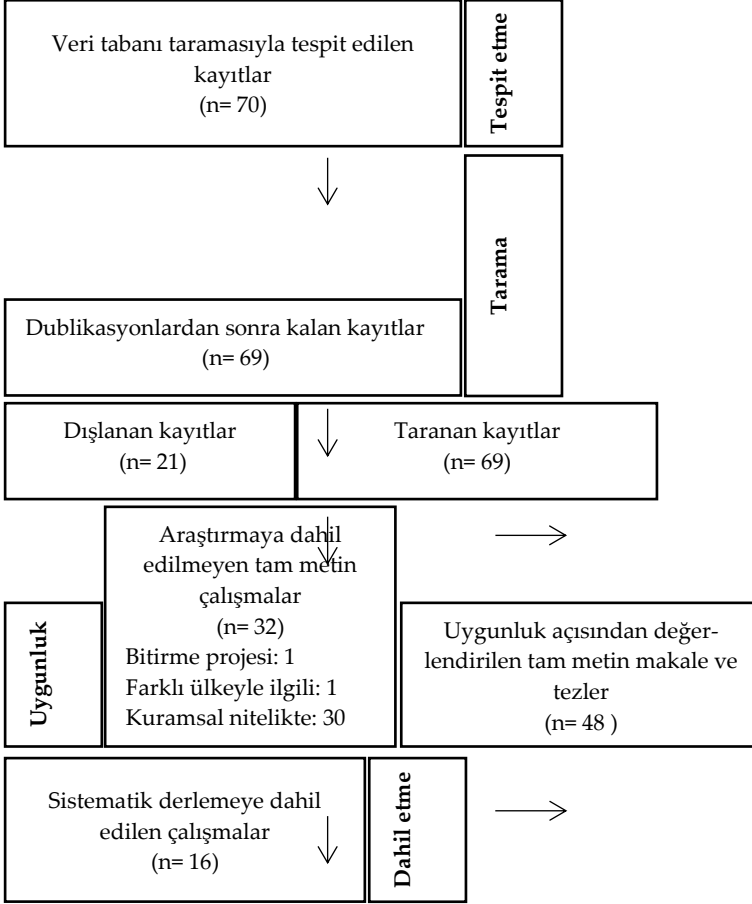 Veri tabanı taramasıyla tespit edilen
kayıtlar
(n= 70)
Tespit etme
Tarama
Dublikasyonlardan sonra kalan kayıtlar
(n= 69)
Dışlanan kayıtlar
(n= 21)
Taranan kayıtlar
(n= 69)
Araştırmaya dahil
edilmeyen tam metin
çalışmalar
(n= 32)
Bitirme projesi: 1
Farklı ülkeyle ilgili: 1
Kuramsal nitelikte: 30
Uygunluk
Uygunluk açısından değer-
lendirilen tam metin makale ve
tezler
(n= 48 )
Sistematik derlemeye dahil
edilen çalışmalar
(n= 16)
Dahil etme